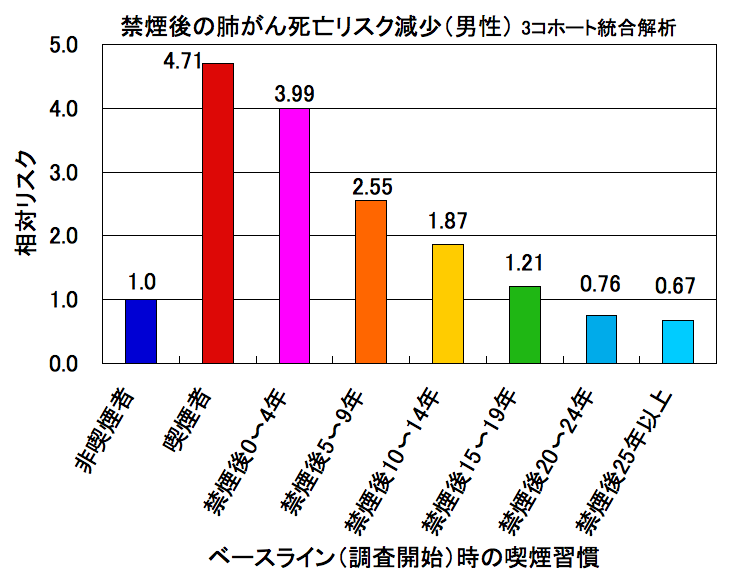 禁煙後の肺がん死亡リスク減少（男性） 3コホート統合解析
相対リスク
5.0
4.0
3.0
2.0
1.0
0.0
1.0
4.71
3.99
2.55
1.87
1.21
0.76
0.67
非喫煙者
喫煙者
禁煙後0〜4年
禁煙後5〜9年
禁煙後10〜14年
禁煙後15〜19年
禁煙後20〜24年
禁煙後25年以上
ベースライン（調査開始）時の喫煙習慣